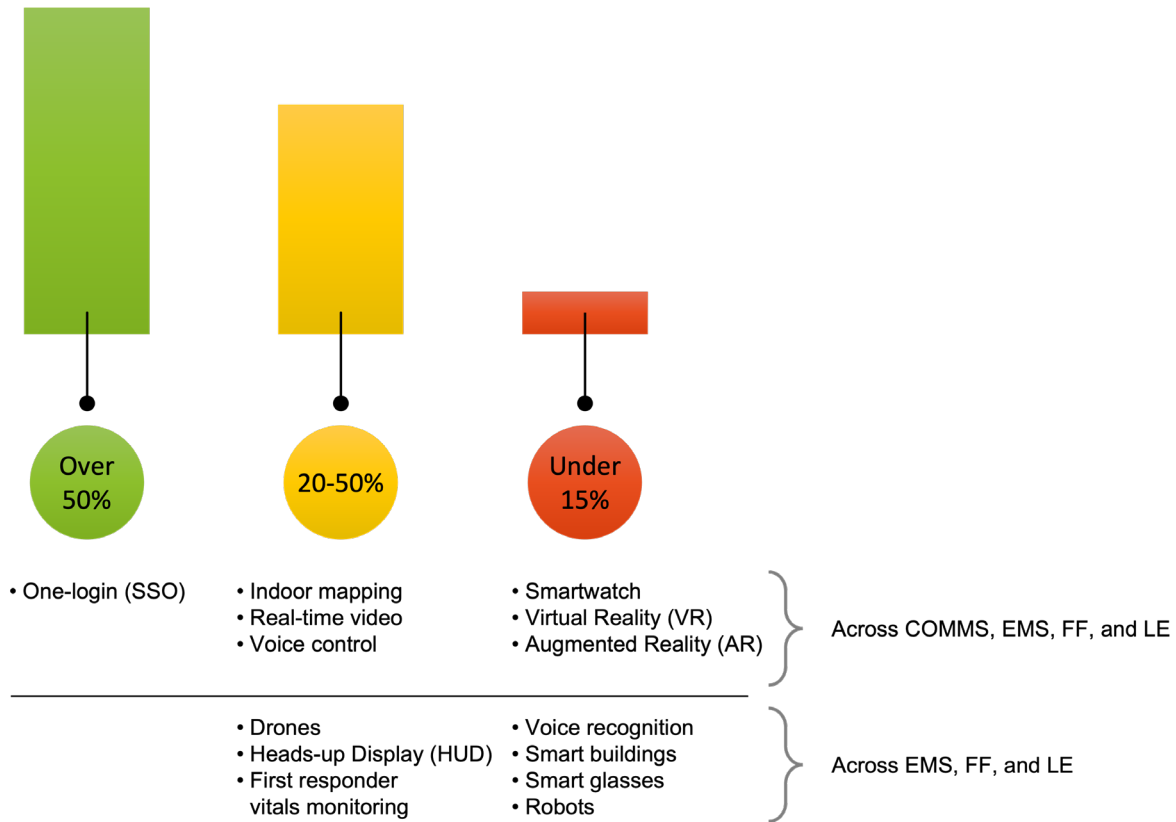 Over
50%
20-50%
Under
15%
• One-login (SSO)
• Indoor mapping
• Real-time video
• Voice control
• Smartwatch
• Virtual Reality (VR)
• Augmented Reality (AR)
Across COMMS, EMS, FF, and LE
• Drones
• Heads-up Display (HUD)
• First responder
vitals monitoring
• Voice recognition
• Smart buildings
• Smart glasses
• Robots
Across EMS, FF, and LE